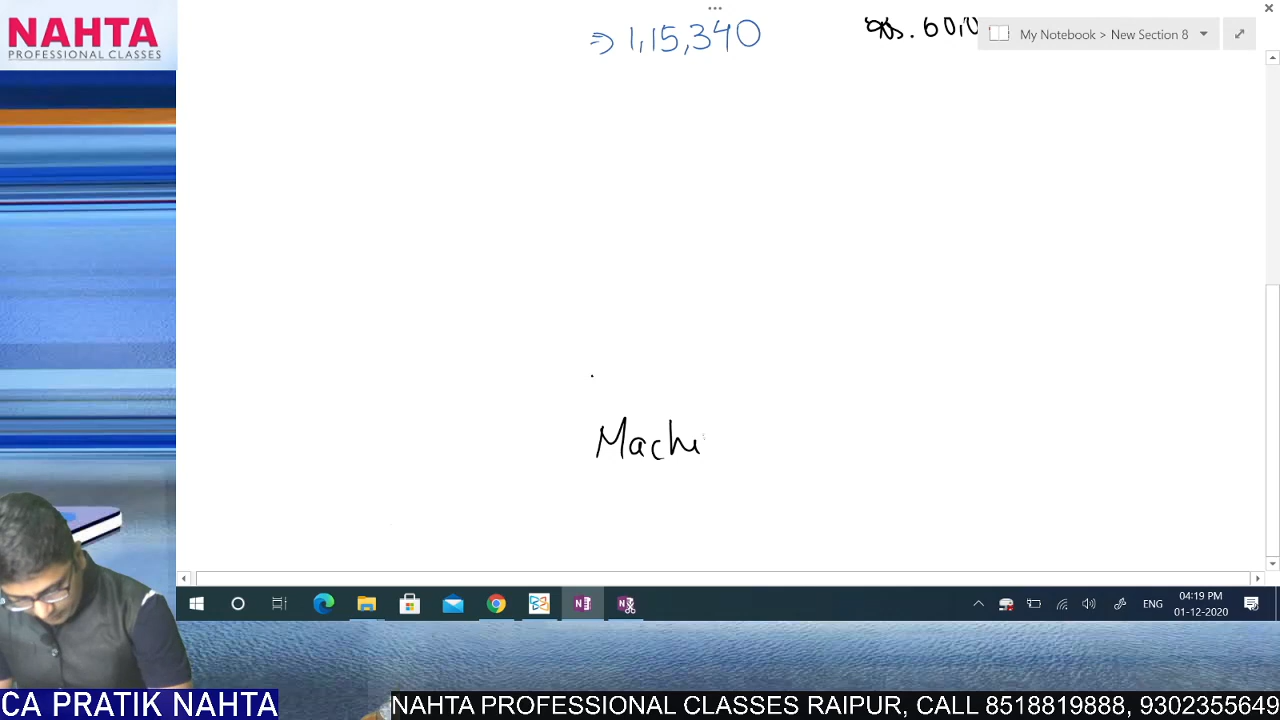 NAHTA
PROFESSIONAL CLASSES
⇒ 1,15,340
My Notebook > New Section 8
Mach
ENG
04:19 PM
01-12-2020
CA PRATIK NAHTA
NAHTA PROFESSIONAL CLASSES RAIPUR, CALL 8518819888, 9302355649